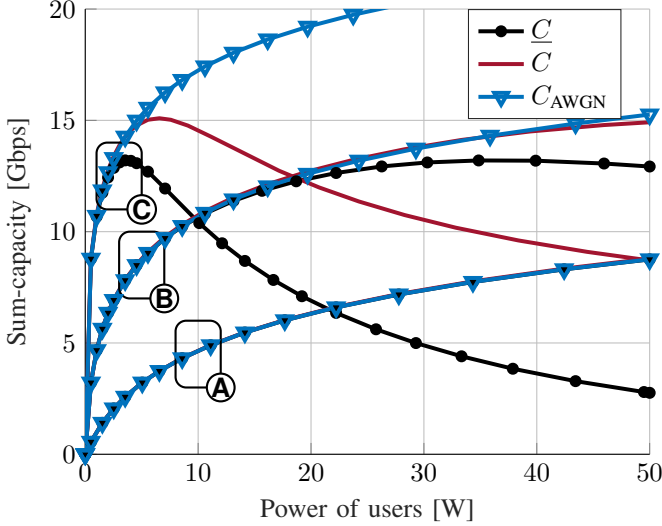 20
15
10
5
0
0
10
20
30
40
50
Sum-capacity [Gbps]
Power of users [W]
C
C
C_AWGN
C
B
A